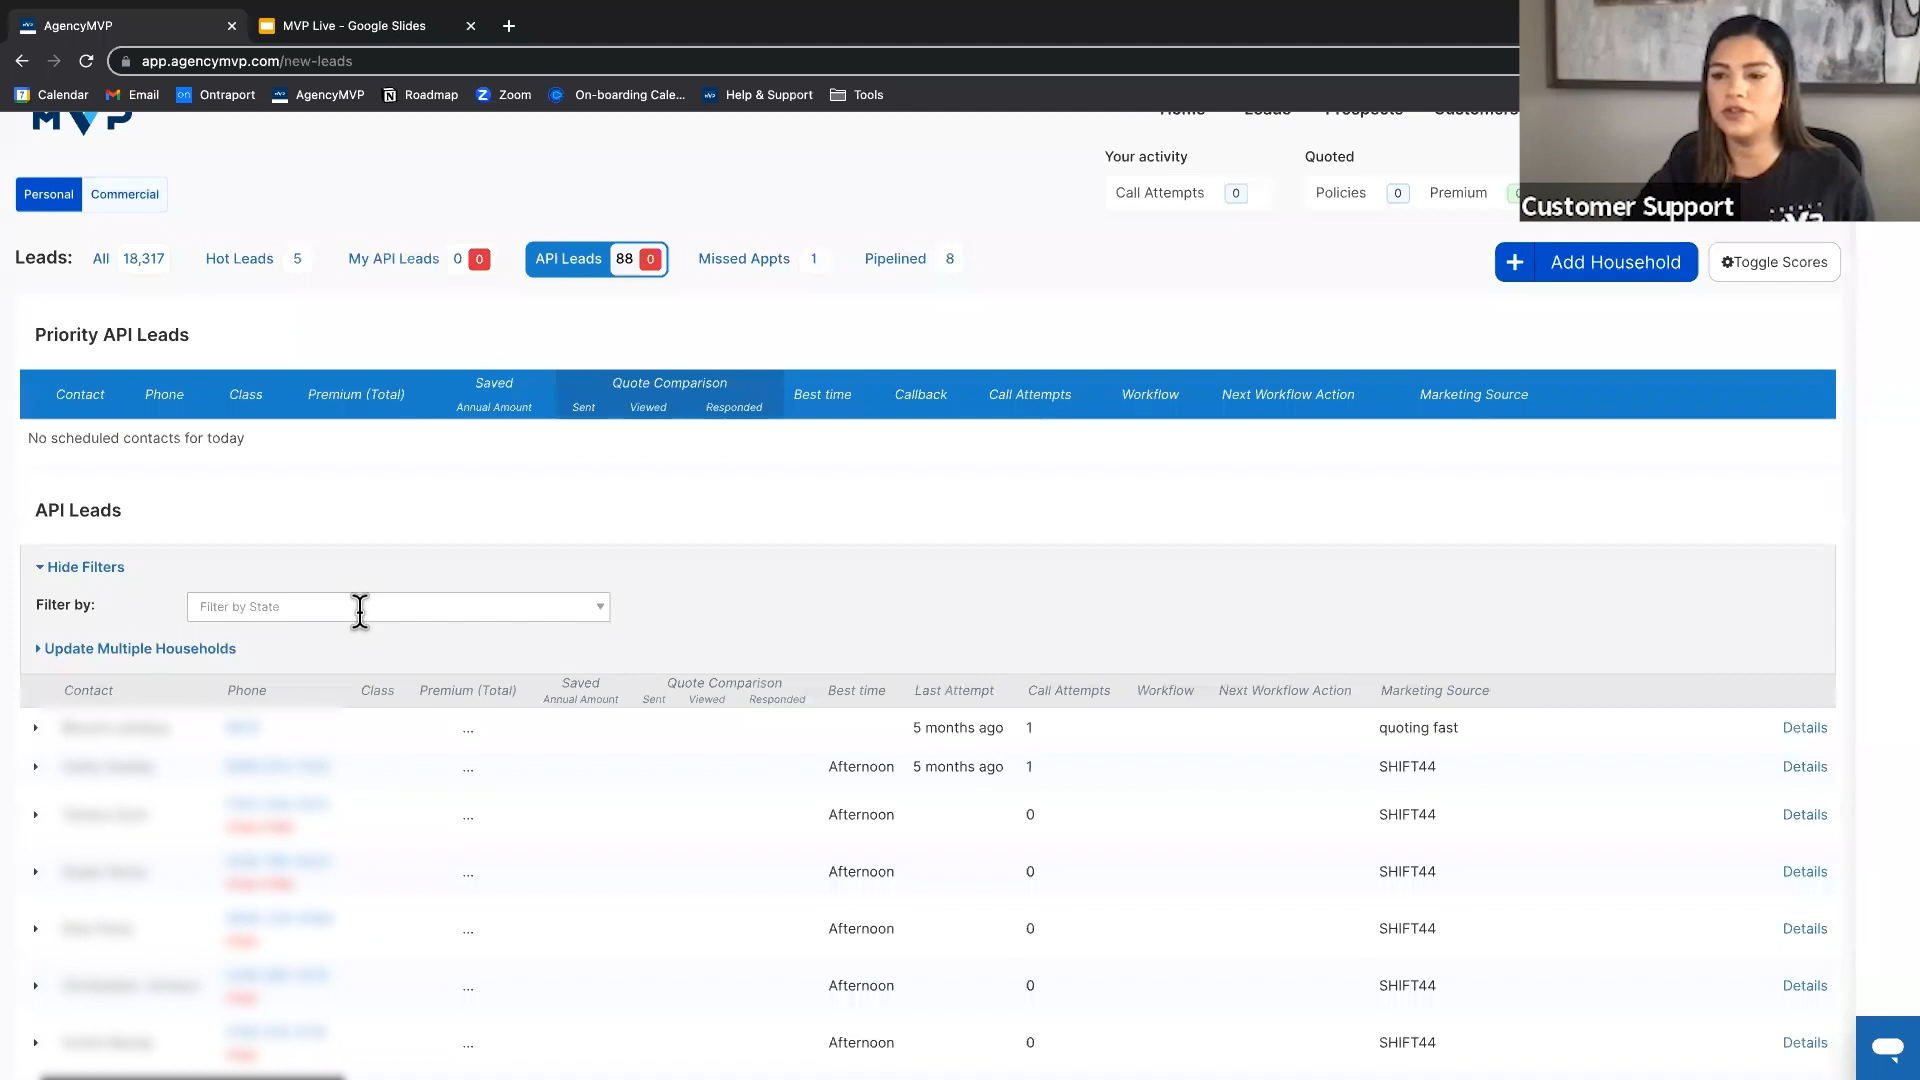 AgencyMVP
MVP Live - Google Slides
app.agencymvp.com/new-leads
Calendar Email Ontraport AgencyMVP Roadmap Zoom On-boarding Cale... Help & Support Tools
MVP
Home Leads Prospects Customers
Your activity Quoted
Call Attempts 0 Policies 0 Premium
Personal Commercial
Customer Support
Leads: All 18,317 Hot Leads 5 My API Leads 0 0 API Leads 88 0 Missed Appts 1 Pipelined 8
+ Add Household Toggle Scores
Priority API Leads
Contact Phone Class Premium (Total) Saved Annual Amount Quote Comparison Sent Viewed Responded Best time Callback Call Attempts Workflow Next Workflow Action Marketing Source
No scheduled contacts for today
API Leads
Hide Filters
Filter by: Filter by State
Update Multiple Households
Contact Phone Class Premium (Total) Saved Annual Amount Quote Comparison Sent Viewed Responded Best time Last Attempt Call Attempts Workflow Next Workflow Action Marketing Source
... 5 months ago 1 quoting fast Details
... Afternoon 5 months ago 1 SHIFT44 Details
... Afternoon 0 SHIFT44 Details
... Afternoon 0 SHIFT44 Details
... Afternoon 0 SHIFT44 Details
... Afternoon 0 SHIFT44 Details
... Afternoon 0 SHIFT44 Details